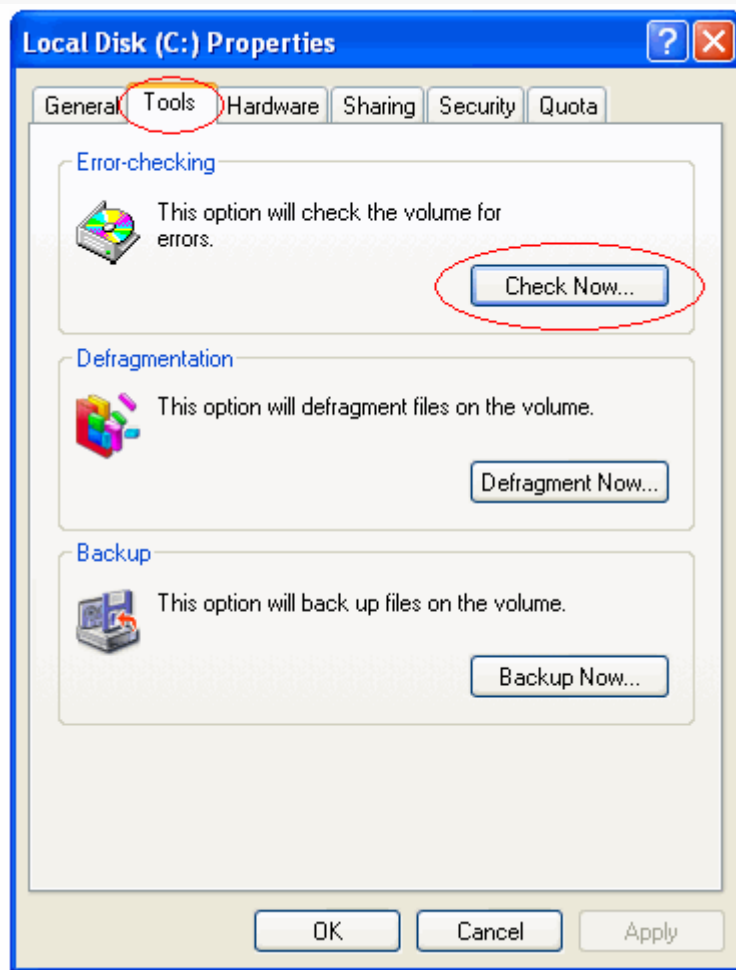 Local Disk (C:) Properties
General Tools Hardware Sharing Security Quota
Error-checking
This option will check the volume for
errors.
Check Now...
Defragmentation
This option will defragment files on the volume.
Defragment Now...
Backup
This option will back up files on the volume.
Backup Now...
OK Cancel Apply